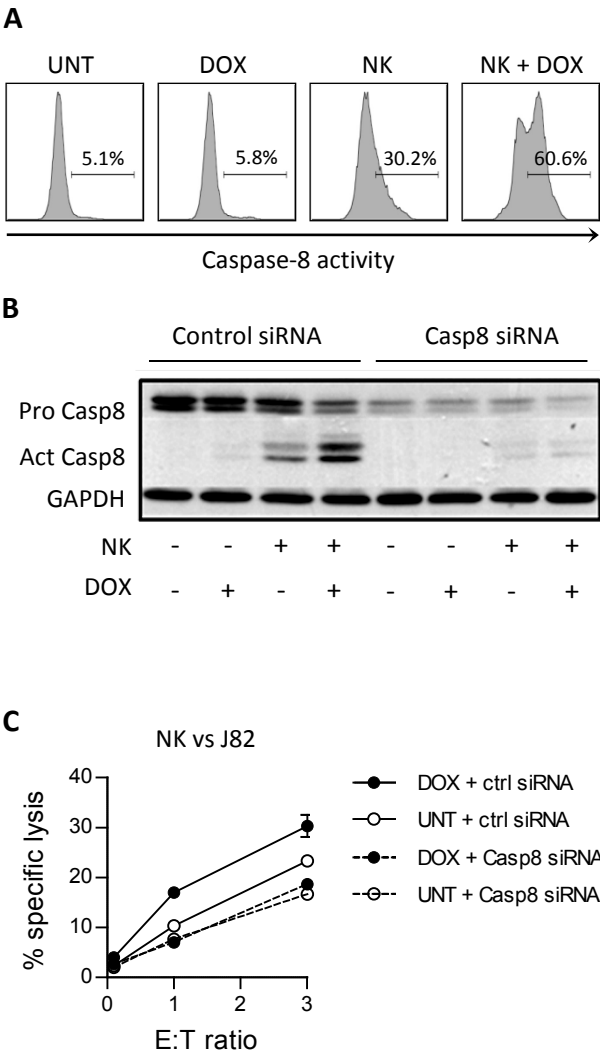 A
UNT DOX NK NK + DOX
5.1% 5.8% 30.2% 60.6%
Caspase-8 activity
B
Control siRNA Casp8 siRNA
Pro Casp8
Act Casp8
GAPDH
NK - - + + - - + +
DOX - + - + - + - +
C
NK vs J82
% specific lysis
40
30
20
10
0
0 1 2 3
E:T ratio
DOX + ctrl siRNA
UNT + ctrl siRNA
DOX + Casp8 siRNA
UNT + Casp8 siRNA